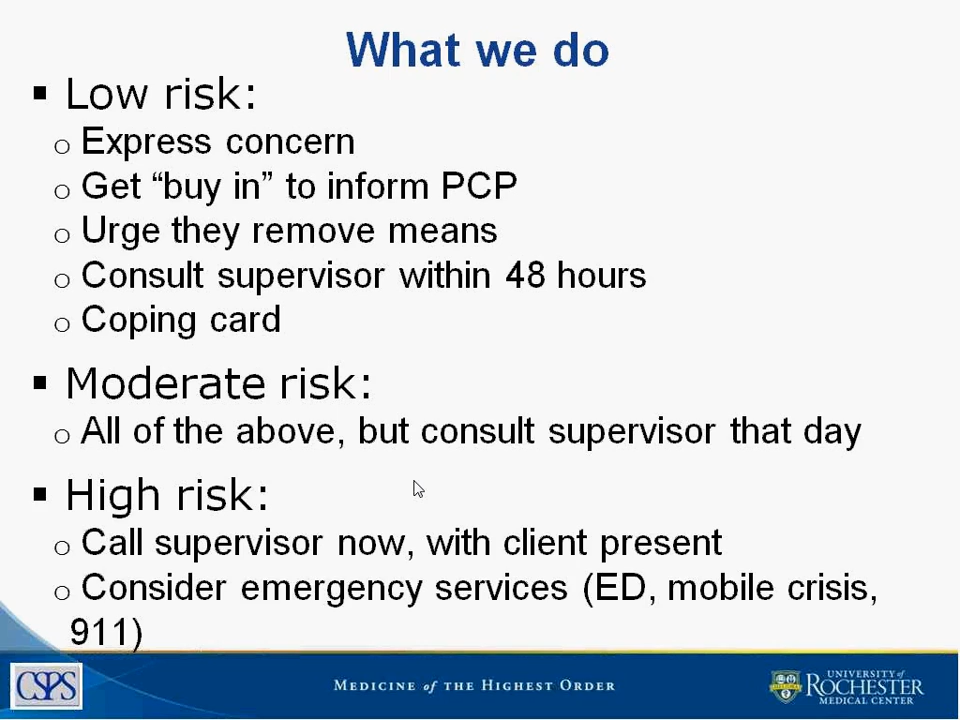 What we do
▪ Low risk:
o Express concern
o Get “buy in” to inform PCP
o Urge they remove means
o Consult supervisor within 48 hours
o Coping card
▪ Moderate risk:
o All of the above, but consult supervisor that day
▪ High risk:
o Call supervisor now, with client present
o Consider emergency services (ED, mobile crisis,
911)
CSPS
MEDICINE of THE HIGHEST ORDER
UNIVERSITY of
ROCHESTER
MEDICAL CENTER